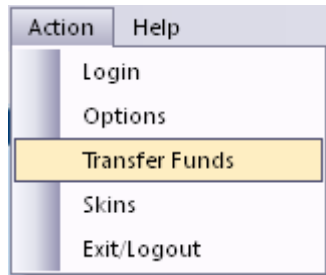 Action Help
Login
Options
Transfer Funds
Skins
Exit/Logout